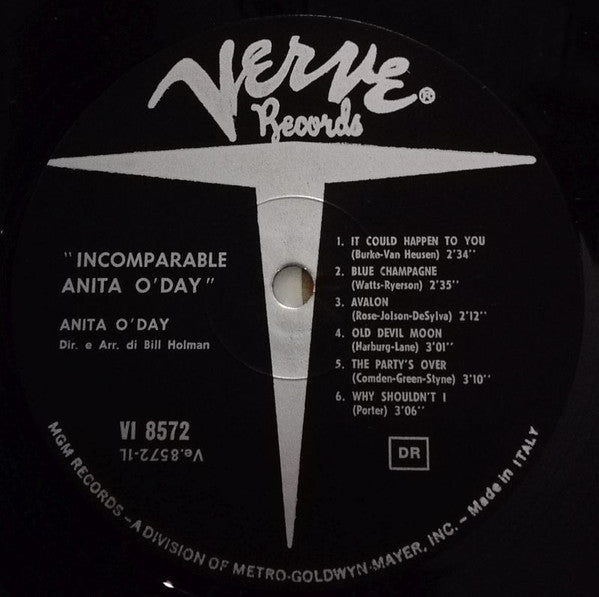 Verve®
Records
"INCOMPARABLE
ANITA O'DAY"
ANITA O'DAY
Dir. e Arr. di Bill Holman
1. IT COULD HAPPEN TO YOU
(Burke-Van Heusen) 2'34"
2. BLUE CHAMPAGNE
(Watts-Ryerson) 2'35"
3. AVALON
(Rose-Jolson-DeSylva) 2'12"
4. OLD DEVIL MOON
(Harburg-Lane) 3'01"
5. THE PARTY'S OVER
(Comden-Green-Styne) 3'10"
6. WHY SHOULDN'T I
(Porter) 3'06"
VI 8572
Ve.8572-1L
DR
MGM RECORDS - A DIVISION OF METRO-GOLDWYN-MAYER, INC. - Made in ITALY